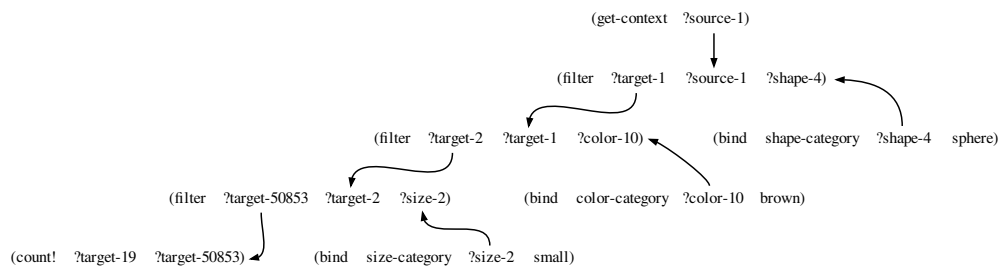 (get-context ?source-1)
(filter ?target-1 ?source-1 ?shape-4)
(filter ?target-2 ?target-1 ?color-10) (bind shape-category ?shape-4 sphere)
(filter ?target-50853 ?target-2 ?size-2) (bind color-category ?color-10 brown)
(count! ?target-19 ?target-50853) (bind size-category ?size-2 small)